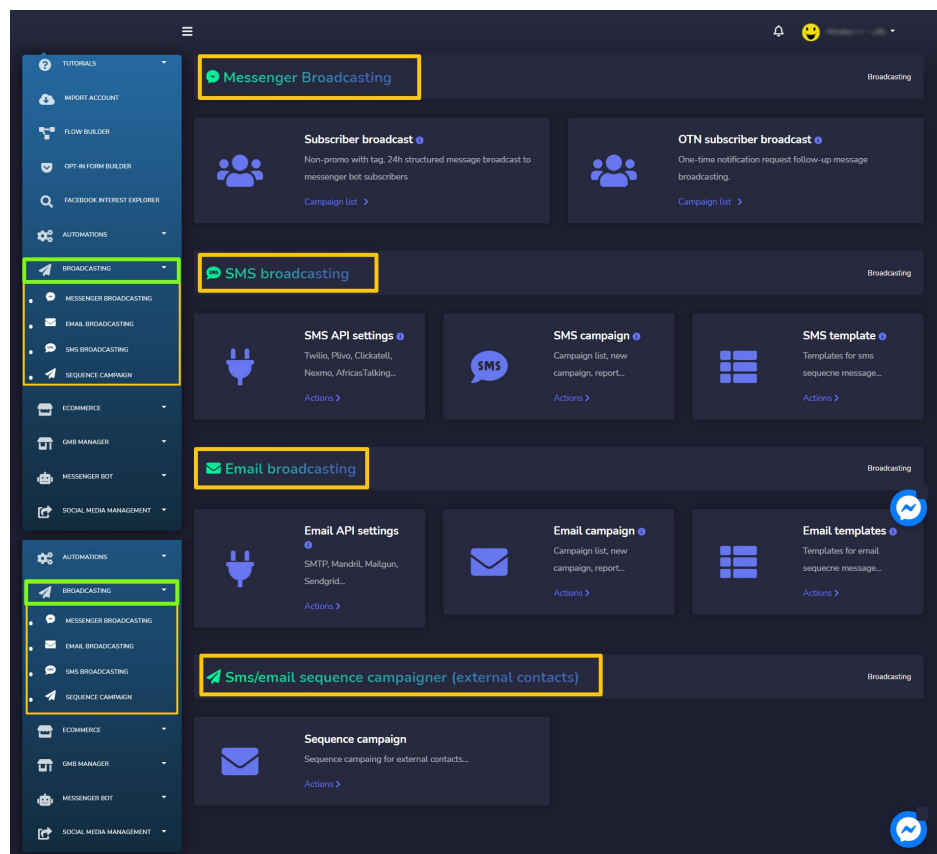 TUTORIALS
IMPORT ACCOUNT
FLOW BUILDER
OPT-IN FORM BUILDER
FACEBOOK INTEREST EXPLORER
AUTOMATIONS
BROADCASTING
MESSENGER BROADCASTING
EMAIL BROADCASTING
SMS BROADCASTING
SEQUENCE CAMPAIGN
ECOMMERCE
GMB MANAGER
MESSENGER BOT
SOCIAL MEDIA MANAGEMENT
AUTOMATIONS
BROADCASTING
MESSENGER BROADCASTING
EMAIL BROADCASTING
SMS BROADCASTING
SEQUENCE CAMPAIGN
ECOMMERCE
GMB MANAGER
MESSENGER BOT
SOCIAL MEDIA MANAGEMENT
Messenger Broadcasting
Broadcasting
Subscriber broadcast
Non-promo with tag, 24h structured message broadcast to
messenger bot subscribers
Campaign list
OTN subscriber broadcast
One-time notification request follow-up message
broadcasting.
Campaign list
SMS broadcasting
Broadcasting
SMS API settings
Twilio, Plivo, Clickatell,
Nexmo, AfricasTalking...
Actions
SMS
SMS campaign
Campaign list, new
campaign, report...
Actions
SMS template
Templates for sms
sequecne message...
Actions
Email broadcasting
Broadcasting
Email API settings
SMTP, Mandril, Mailgun,
Sendgrid...
Actions
Email campaign
Campaign list, new
campaign, report...
Actions
Email templates
Templates for email
sequecne message...
Actions
Sms/email sequence campaigner (external contacts)
Broadcasting
Sequence campaign
Sequence campaing for external contacts...
Actions